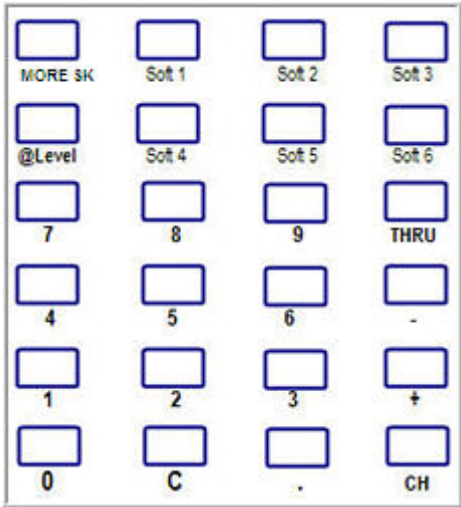 MORE SK Soft 1 Soft 2 Soft 3
@Level Soft 4 Soft 5 Soft 6
7 8 9 THRU
4 5 6 -
1 2 3 +
0 C . CH